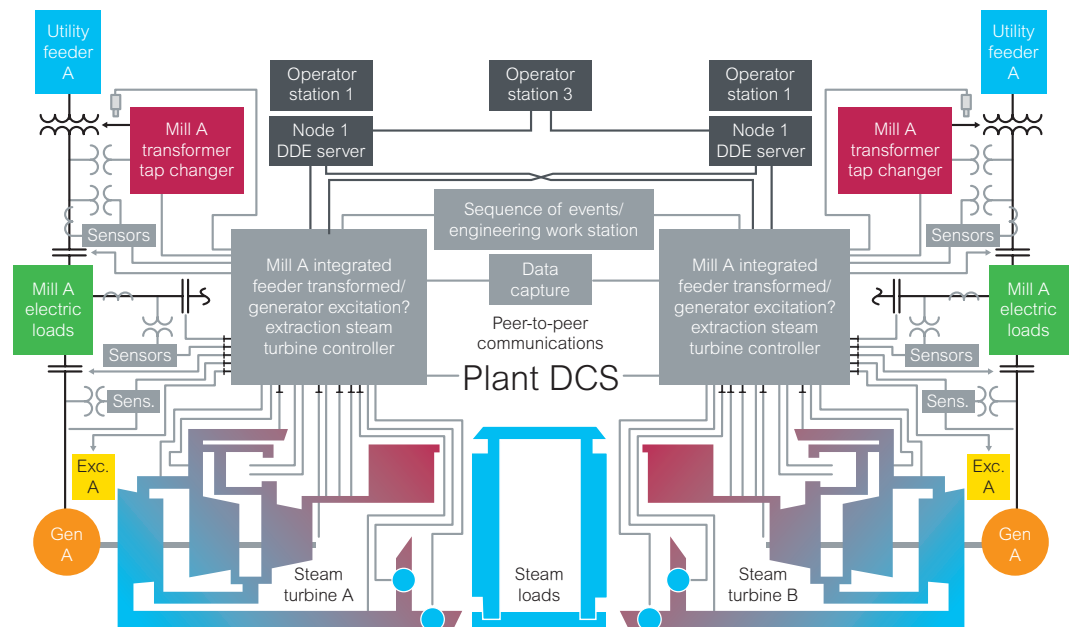 Utility
feeder
A
Operator
station 1
Operator
station 3
Operator
station 1
Utility
feeder
A
Mill A
transformer
tap changer
Node 1
DDE server
Node 1
DDE server
Mill A
transformer
tap changer
Sequence of events/
engineering work station
Sensors
Sensors
Mill A integrated
feeder transformed/
generator excitation?
extraction steam
turbine controller
Data
capture
Mill A integrated
feeder transformed/
generator excitation?
extraction steam
turbine controller
Mill A
electric
loads
Mill A
electric
loads
Peer-to-peer
communications
Sensors
Sensors
Plant DCS
Sens.
Sens.
Exc.
A
Exc.
A
Gen
A
Gen
A
Steam
turbine A
Steam
loads
Steam
turbine B